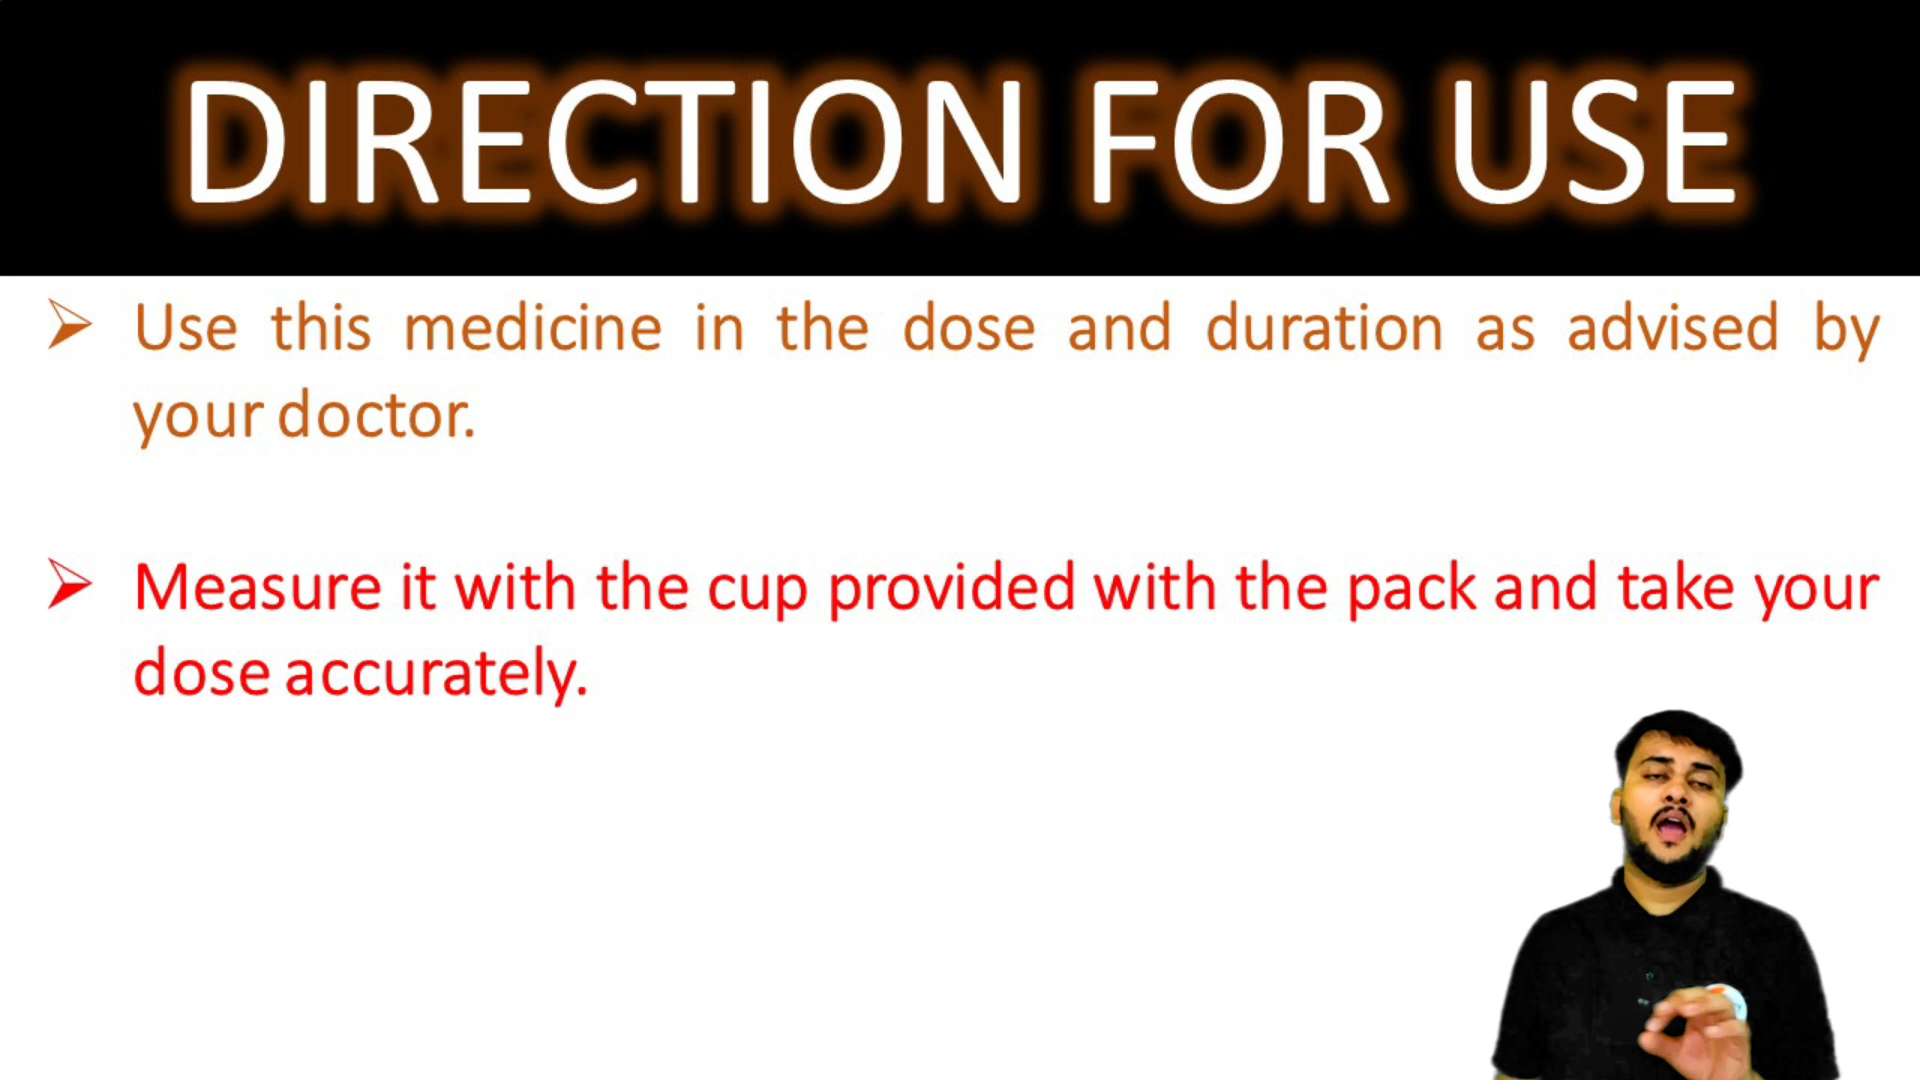 DIRECTION FOR USE
➢ Use this medicine in the dose and duration as advised by
your doctor.
➢ Measure it with the cup provided with the pack and take your
dose accurately.